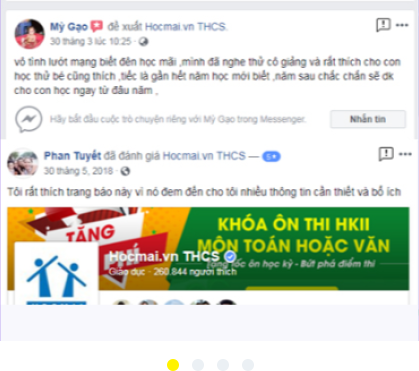 Mỳ Gạo đề xuất Hocmai.vn THCS.
30 tháng 3 lúc 10:25 ·
vô tình lướt mạng biết đến học mãi ,mình đã nghe thử cô giảng và rất thích cho con
học thử bé cũng thích ,tiếc là gần hết năm học mới biết ,năm sau chắc chắn sẽ dk
cho con học ngay từ đâu năm ,
Hãy bắt đầu cuộc trò chuyện riêng với Mỳ Gạo trong Messenger.
Nhắn tin
Phan Tuyết đã đánh giá Hocmai.vn THCS — 5★
30 tháng 5, 2018 ·
Tôi rất thích trang báo này vì nó đem đến cho tôi nhiều thông tin cần thiết và bổ ích
TẶNG
KHÓA ÔN THI HKII
MÔN TOÁN HOẶC VĂN
Hocmai.vn THCS
Tăng tốc ôn học kỳ - Bứt phá điểm thi
Giáo dục · 260.844 người thích